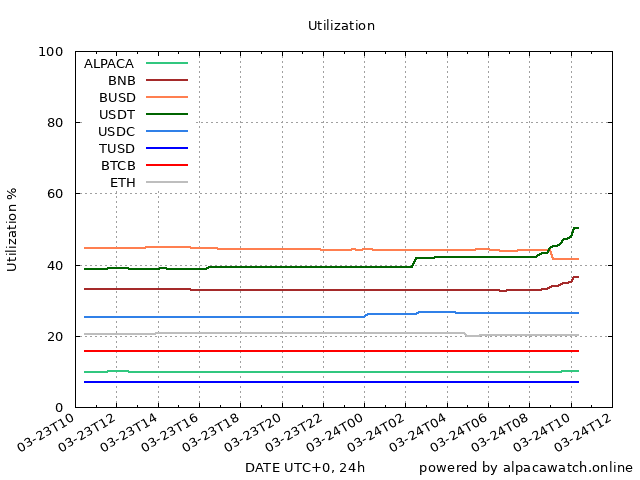 Utilization
Utilization %
100
80
60
40
20
0
ALPACA
BNB
BUSD
USDT
USDC
TUSD
BTCB
ETH
03-23T10
03-23T12
03-23T14
03-23T16
03-23T18
03-23T20
03-23T22
03-24T00
03-24T02
03-24T04
03-24T06
03-24T08
03-24T10
03-24T12
DATE UTC+0, 24h
powered by alpacawatch.online